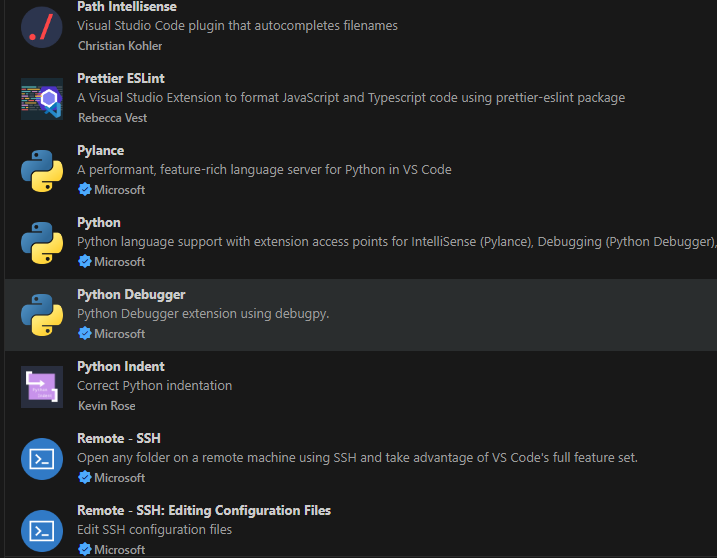 Path Intellisense
Visual Studio Code plugin that autocompletes filenames
Christian Kohler
Prettier ESLint
A Visual Studio Extension to format JavaScript and Typescript code using prettier-eslint package
Rebecca Vest
Pylance
A performant, feature-rich language server for Python in VS Code
Microsoft
Python
Python language support with extension access points for IntelliSense (Pylance), Debugging (Python Debugger),
Microsoft
Python Debugger
Python Debugger extension using debugpy.
Microsoft
Python Indent
Correct Python indentation
Kevin Rose
Remote - SSH
Open any folder on a remote machine using SSH and take advantage of VS Code's full feature set.
Microsoft
Remote - SSH: Editing Configuration Files
Edit SSH configuration files
Microsoft